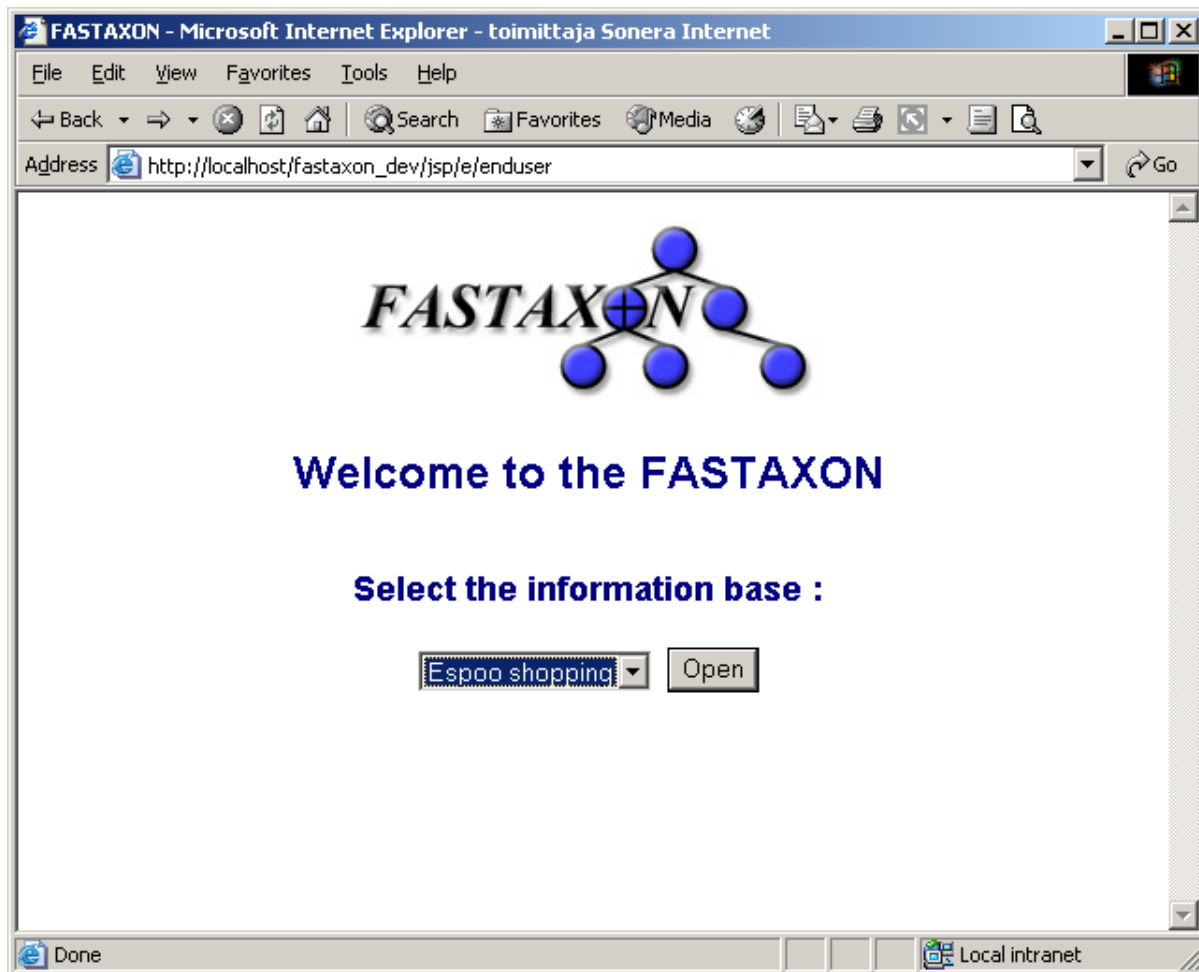 FASTAXON - Microsoft Internet Explorer - toimittaja Sonera Internet
File Edit View Favorites Tools Help
Back Search Favorites Media
Address http://localhost/fastaxon_dev/jsp/e/enduser Go
FASTAXON
Welcome to the FASTAXON
Select the information base :
Espoo shopping Open
Done Local intranet